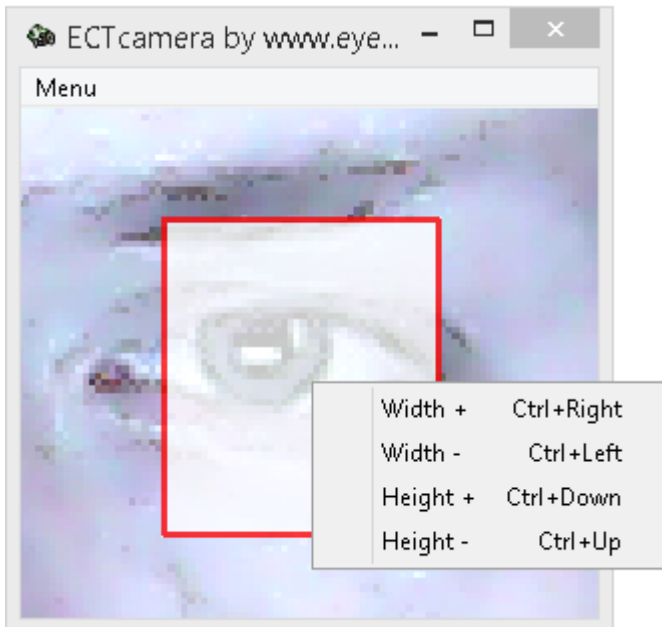 ECTcamera by www.eye...
Menu
Width + Ctrl+Right
Width - Ctrl+Left
Height + Ctrl+Down
Height - Ctrl+Up